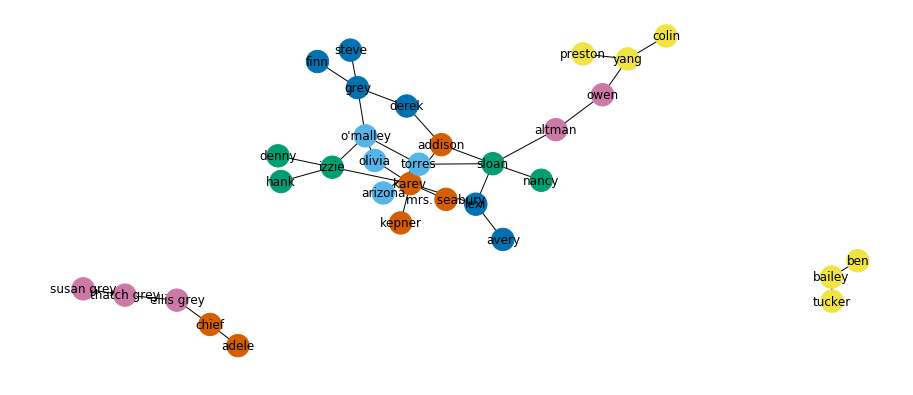 colin
steve
preston
yang
finn
grey
owen
derek
altman
o'malley
addison
denny
olivia
torres
sloan
izzie
hank
karev
nancy
arizona
mrs. seabury
lexi
kepner
avery
ben
bailey
susan grey
thatch grey
ellis grey
tucker
chief
adele